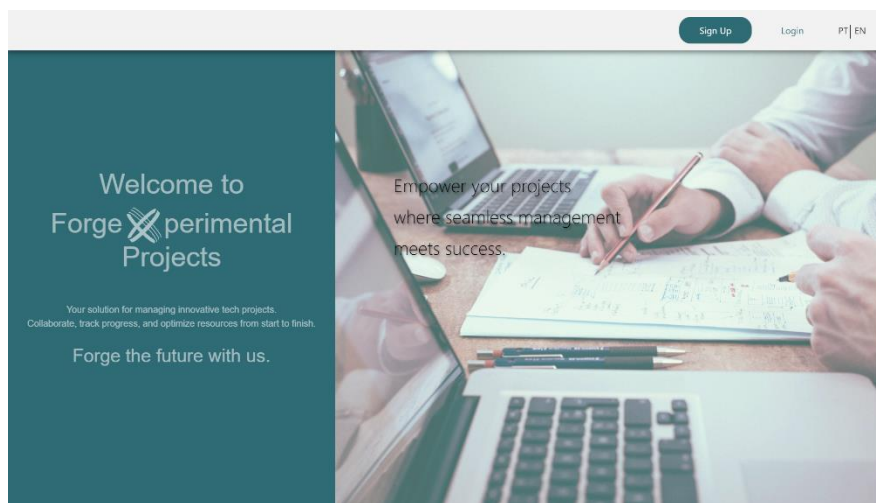 Sign Up
Login
PT| EN
Welcome to
Forge X perimental
Projects
Your solution for managing innovative tech projects.
Collaborate, track progress, and optimize resources from start to finish.
Forge the future with us.
Empower your projects
where seamless management
meets success.